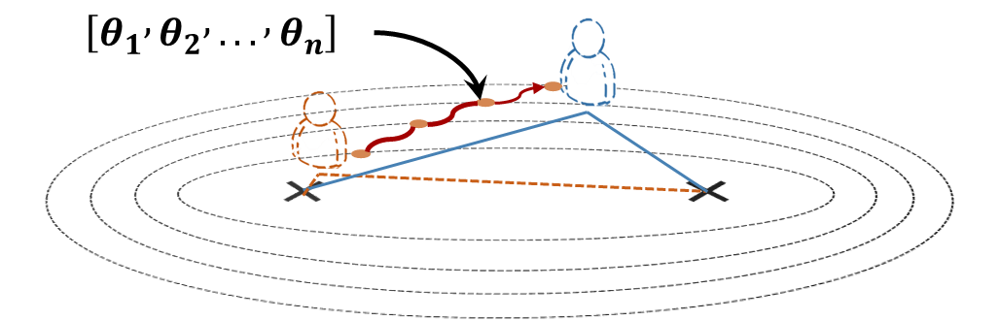 [θ₁, θ₂, ..., θₙ]